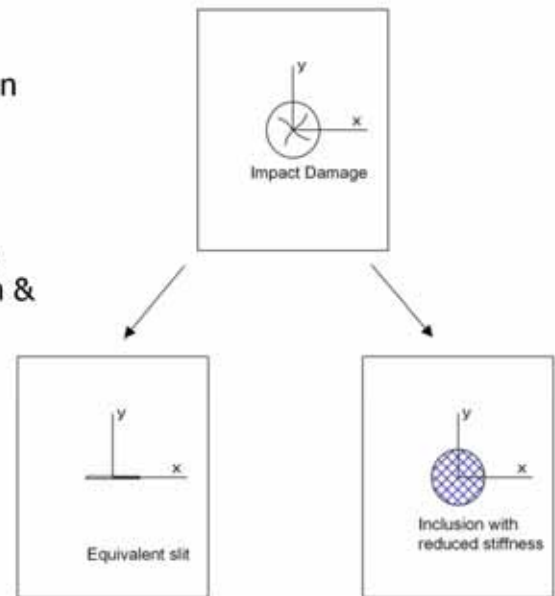 y
n
x
Impact Damage
n &
y
x
Equivalent slit
y
x
Inclusion with
reduced stiffness